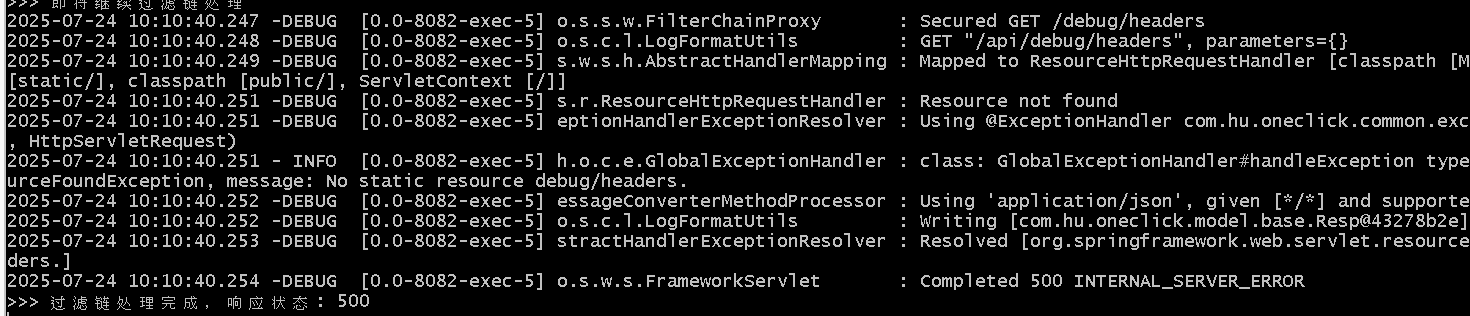 >>> 即将继续过滤链处理
2025-07-24 10:10:40.247 -DEBUG  [0.0-8082-exec-5] o.s.s.w.FilterChainProxy         : Secured GET /debug/headers
2025-07-24 10:10:40.248 -DEBUG  [0.0-8082-exec-5] o.s.c.l.LogFormatUtils           : GET "/api/debug/headers", parameters={}
2025-07-24 10:10:40.249 -DEBUG  [0.0-8082-exec-5] s.w.s.h.AbstractHandlerMapping : Mapped to ResourceHttpRequestHandler [classpath [M
[static/], classpath [public/], ServletContext [/]]
2025-07-24 10:10:40.251 -DEBUG  [0.0-8082-exec-5] s.r.ResourceHttpRequestHandler : Resource not found
2025-07-24 10:10:40.251 -DEBUG  [0.0-8082-exec-5] eptionHandlerExceptionResolver : Using @ExceptionHandler com.hu.oneclick.common.exc
, HttpServletRequest)
2025-07-24 10:10:40.251 - INFO  [0.0-8082-exec-5] h.o.c.e.GlobalExceptionHandler : class: GlobalExceptionHandler#handleException type
urceFoundException, message: No static resource debug/headers.
2025-07-24 10:10:40.252 -DEBUG  [0.0-8082-exec-5] essageConverterMethodProcessor : Using 'application/json', given [*/*] and supporte
2025-07-24 10:10:40.252 -DEBUG  [0.0-8082-exec-5] o.s.c.l.LogFormatUtils           : Writing [com.hu.oneclick.model.base.Resp@43278b2e]
2025-07-24 10:10:40.253 -DEBUG  [0.0-8082-exec-5] stractHandlerExceptionResolver : Resolved [org.springframework.web.servlet.resource
ders.]
2025-07-24 10:10:40.254 -DEBUG  [0.0-8082-exec-5] o.s.w.s.FrameworkServlet         : Completed 500 INTERNAL_SERVER_ERROR
>>> 过滤链处理完成，响应状态: 500